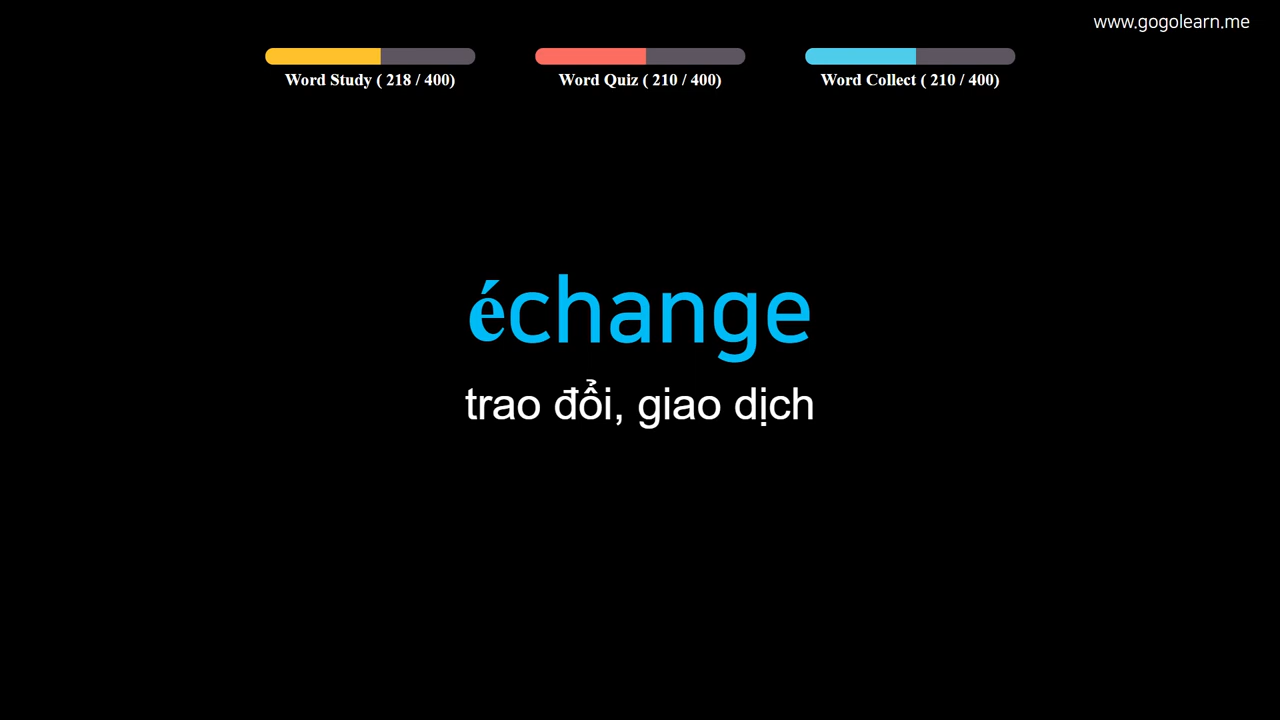 www.gogolearn.me
Word Study ( 218 / 400)
Word Quiz ( 210 / 400)
Word Collect ( 210 / 400)
échange
trao đổi, giao dịch